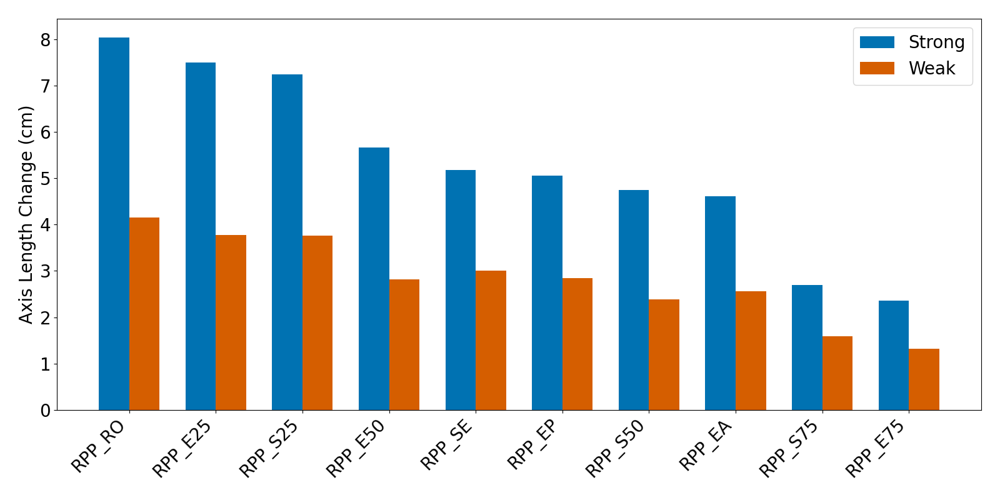 Strong
Weak
Axis Length Change (cm)
8
7
6
5
4
3
2
1
0
RPP_RO
RPP_E25
RPP_S25
RPP_E50
RPP_SE
RPP_EP
RPP_S50
RPP_EA
RPP_S75
RPP_E75